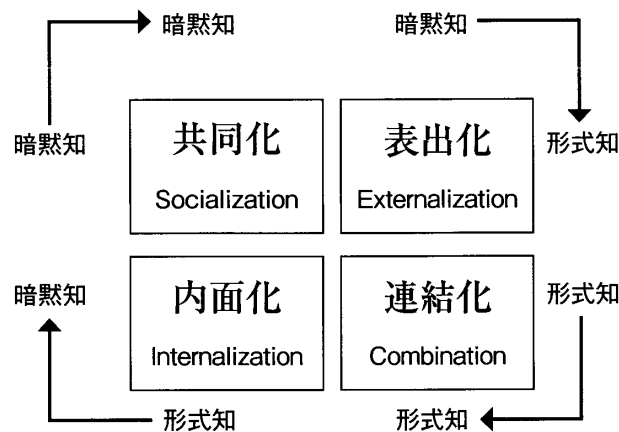 暗黙知
暗黙知
暗黙知
共同化
Socialization
表出化
Externalization
形式知
暗黙知
内面化
Internalization
連結化
Combination
形式知
形式知
形式知